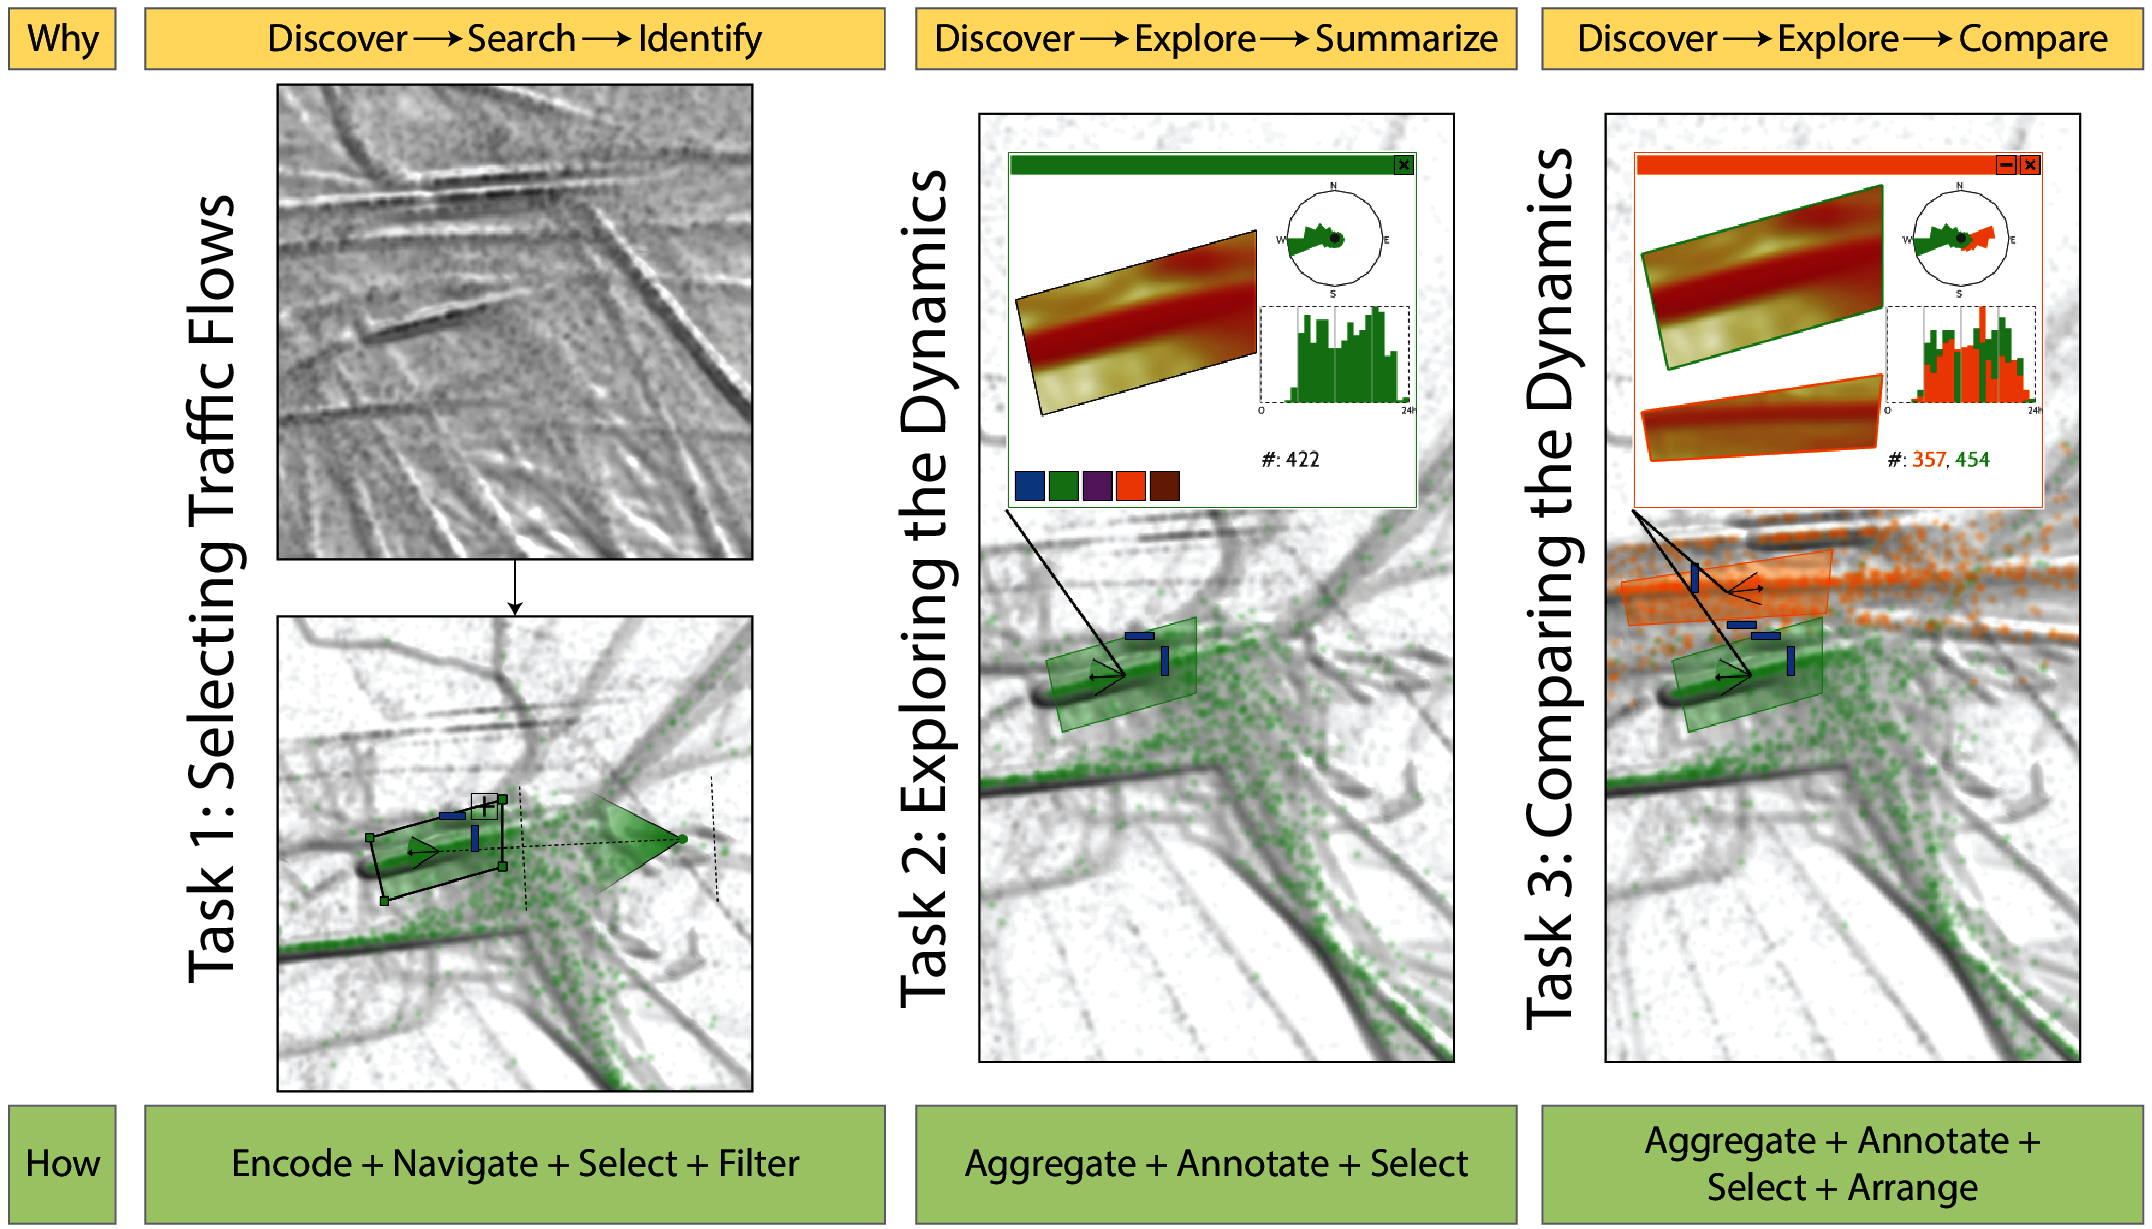 Why
Discover → Search → Identify
Discover → Explore → Summarize
Discover → Explore → Compare
Task 1: Selecting Traffic Flows
Task 2: Exploring the Dynamics
N
W
E
S
0
24h
#: 422
Task 3: Comparing the Dynamics
N
W
E
S
0
24h
#: 357, 454
How
Encode + Navigate + Select + Filter
Aggregate + Annotate + Select
Aggregate + Annotate +
Select + Arrange